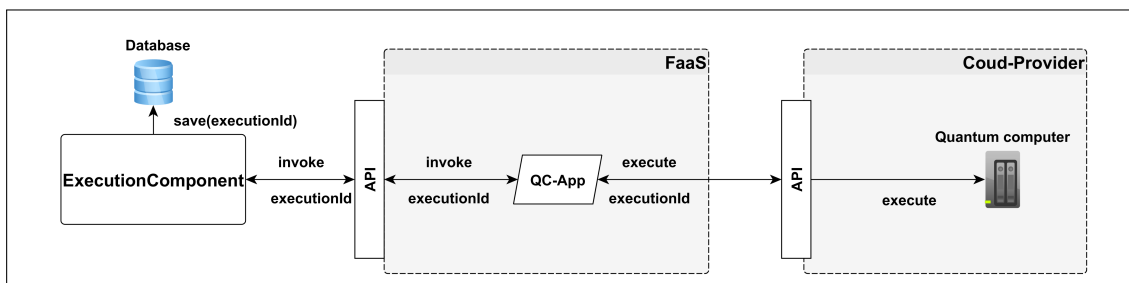 Database
save(executionId)
ExecutionComponent
invoke
executionId
API
FaaS
invoke
executionId
QC-App
execute
executionId
API
Coud-Provider
execute
Quantum computer